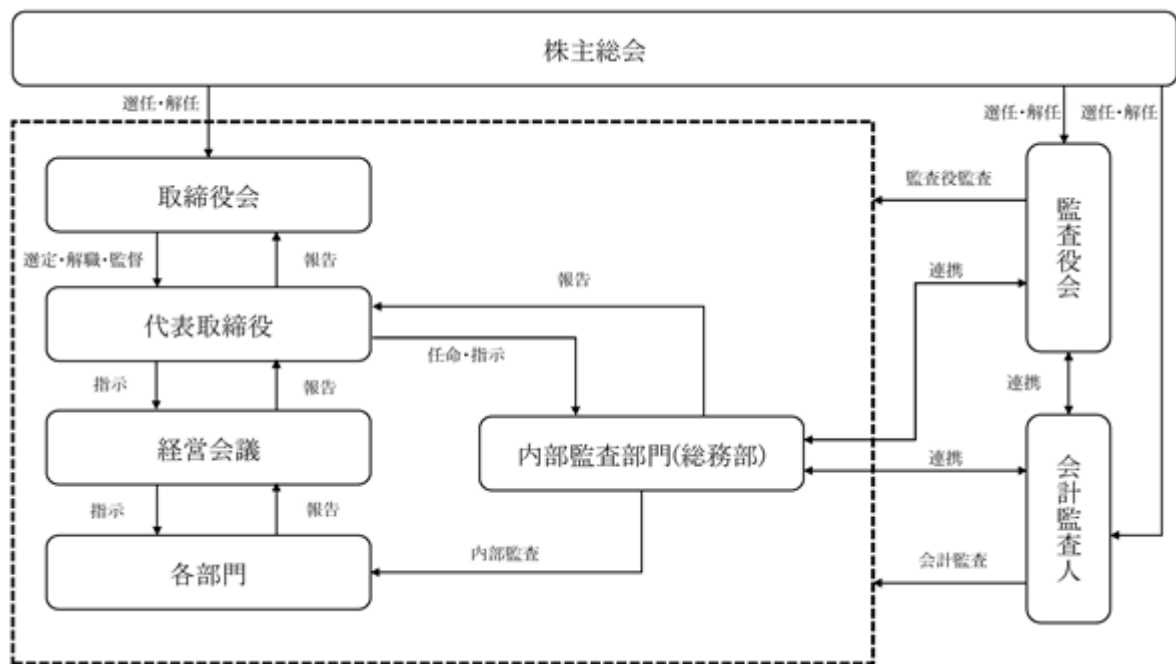 株主総会
選任・解任
選任・解任
選任・解任
取締役会
監査役監査
監査役会
選定・解職・監督
報告
連携
報告
代表取締役
任命・指示
指示
報告
連携
経営会議
内部監査部門(総務部)
連携
会計監査人
指示
報告
内部監査
会計監査
各部門